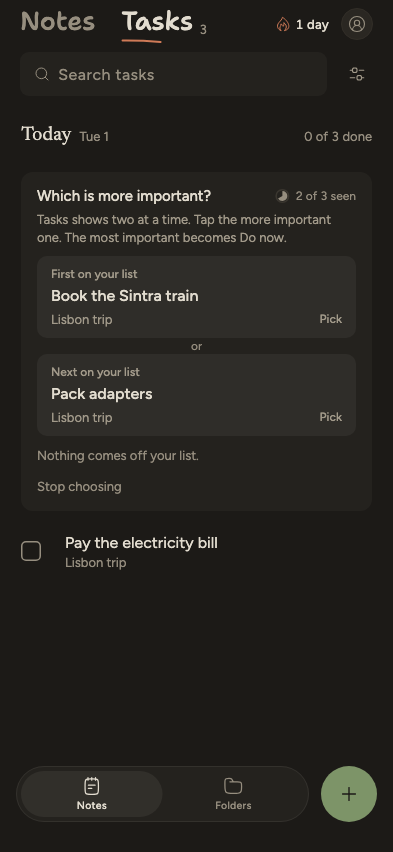 Notes Tasks 3 1 day
Search tasks
Today Tue 1 0 of 3 done
Which is more important? 2 of 3 seen
Tasks shows two at a time. Tap the more important
one. The most important becomes Do now.
First on your list
Book the Sintra train
Lisbon trip Pick
or
Next on your list
Pack adapters
Lisbon trip Pick
Nothing comes off your list.
Stop choosing
Pay the electricity bill
Lisbon trip
Notes Folders